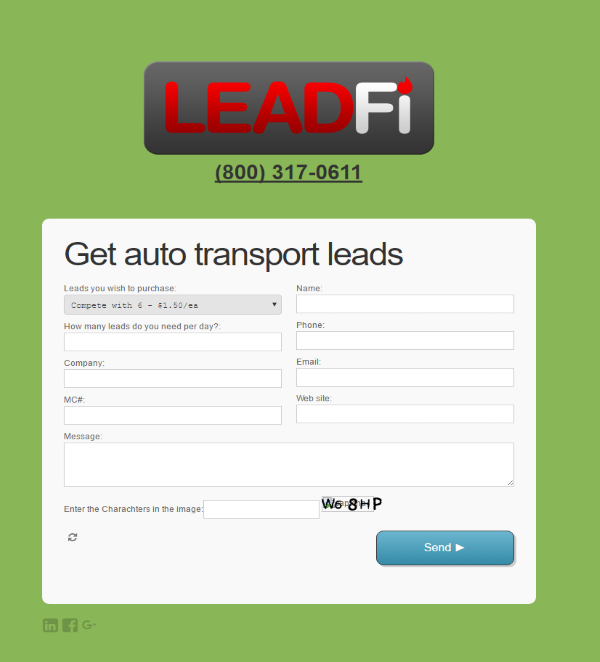 LEADFi
(800) 317-0611
Get auto transport leads
Leads you wish to purchase:
Compete with 6 - $1.50/ea
How many leads do you need per day?:
Company:
MC#:
Name:
Phone:
Email:
Web site:
Message:
Enter the Charachters in the image:
W6 8HP
Send